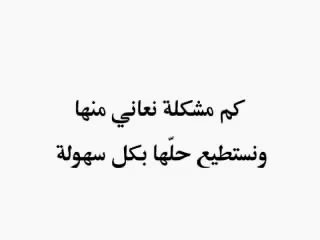 كم مشكلة نعاني منها
ونستطيع حلّها بكل سهولة